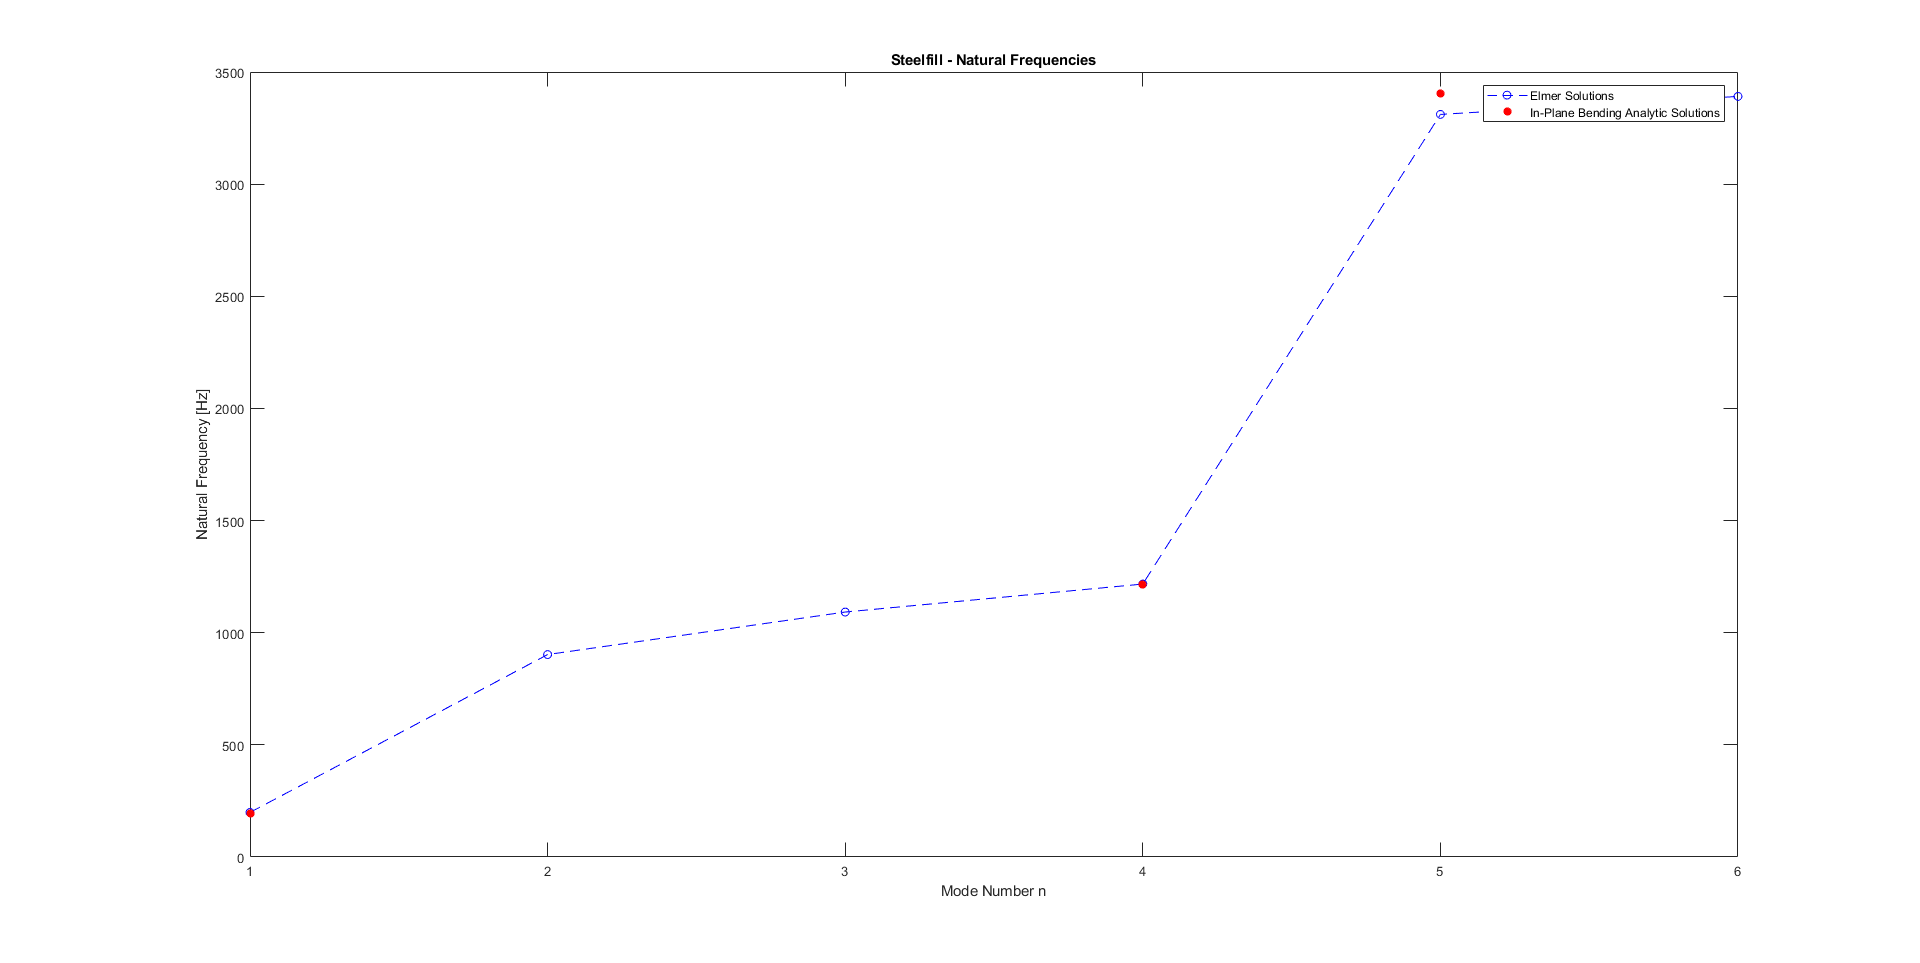 Steelfill - Natural Frequencies
3500
3000
2500
2000
1500
1000
500
0
Natural Frequency [Hz]
Elmer Solutions
In-Plane Bending Analytic Solutions
1 2 3 4 5 6
Mode Number n